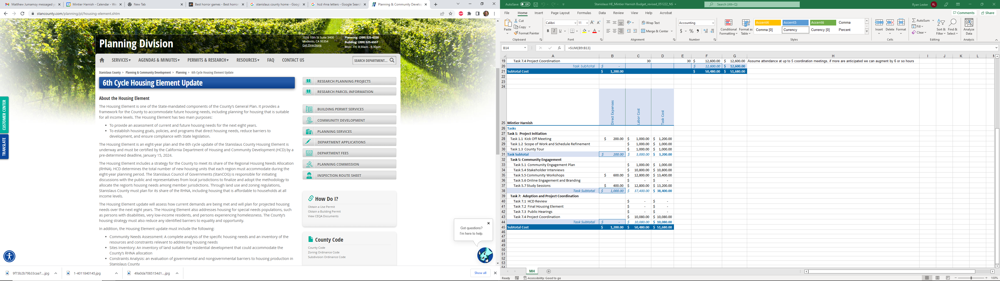 Matthew Jumamoy messaged y
Mintier Harnish - Calendar - We
New Tab
Best horror games - Best horror
stanislaus county home - Goog
hcd rhna letters - Google Search
Planning & Community Develop
stancounty.com/planning/pl/housing-element.shtm
Planning Division
1010 10th St Suite 3400
Modesto, CA 95354
Get Directions
Planning: (209) 525-6330
Building: (209) 525-6557
Mon - Fri: 8:30am - 4:30pm
SERVICES AGENDAS & MINUTES PERMITS & RESEARCH RESOURCES FAQ CONTACT US
SEARCH DEPARTMENT...
Stanislaus County > Planning & Community Development > Planning > 6th Cycle Housing Element Update
6th Cycle Housing Element Update
About the Housing Element
The Housing Element is one of the State-mandated components of the County's General Plan. It provides a
framework for the County to accommodate future housing needs, including planning for housing that is suitable
for all income levels. The Housing Element has two main purposes:
• To provide an assessment of current and future housing needs for the next eight years.
• To establish housing goals, policies, and programs that direct housing needs, reduce barriers to
development, and ensure compliance with State legislation.
The Housing Element is an eight-year plan and the 6th cycle update of the Stanislaus County Housing Element is
underway and must be certified by the California Department of Housing and Community Development (HCD) by a
pre-determined deadline, January 15, 2024.
The Housing Element includes a strategy for the County to meet its share of the Regional Housing Needs Allocation
(RHNA). HCD determines the total number of new housing units that each region must accommodate during the
eight-year planning period. The Stanislaus Council of Governments (StanCOG) is responsible for initiating
discussions with the public and representatives from local jurisdictions to finalize and adopt the methodology to
allocate the region's housing needs among member jurisdictions. Through land use and zoning regulations,
Stanislaus County must plan for its share of the RHNA, including housing that is affordable to households at all
income levels.
The Housing Element update will assess how current demands are being met and will plan for projected housing
needs over the next eight years. The Housing Element also addresses housing for special needs populations, such
as persons with disabilities, very low-income residents, and persons experiencing homelessness. The County's
housing strategy must also reduce any identified barriers to equality and opportunity.
In addition, the Housing Element update must include the following:
• Community Needs Assessment: A complete analysis of the specific housing needs and an inventory of the
resources and constraints relevant to addressing housing needs
• Sites Inventory: An inventory of land suitable for residential development that could accommodate the
County's RHNA allocation
• Constraints Analysis: an evaluation of governmental and nongovernmental barriers to housing production in
Stanislaus County
CUSTOMER CENTER
TRANSLATE
RESEARCH PLANNING PROJECTS
RESEARCH PARCEL INFORMATION
BUILDING PERMIT SERVICES
COMMUNITY DEVELOPMENT
PLANNING SERVICES
DEPARTMENT APPLICATIONS
DEPARTMENT FEES
PLANNING COMMISSION
INSPECTION ROUTE SHEET
How Do I?
Obtain a Use Permit
Obtain a Building Permit
View CEQA Documents
County Code
County Code
Zoning Ordinance Code
Subdivision Ordinance Code
Got questions?
I'm here to help.
9f73b2b79b33caa7....jpg
1-4011840145.jpg
49a0da7085154d1....jpg
Show all
AutoSave Off
Stanislaus HE_Mintier Harnish Budget_revised_051222_NS
Search (Alt+Q)
Ryan Lester RL
File Home Insert Page Layout Formulas Data Review View Help Acrobat
Comments Share
Paste
Cut
Copy
Format Painter
Clipboard
Calibri 11
B I U
Font
Wrap Text
Merge & Center
Alignment
Accounting
$ % 
Number
Conditional Formatting
Format as Table
Accent4 Accent5 Accent6 Comma
Comma [0] Currency Currency [0] Percent
Styles
Insert Delete Format
Cells
AutoSum
Fill
Clear
Sort & Filter
Find & Select
Editing
Analyze Data
Analysis
B14 fx =SUM(B9:B13)
A B C D E F G H I J K L
19 Task 7.4 Project Coordination 30 30 $ 12,600.00 $ 12,600.00 Assume attendance at up to 5 coordination meetings, if more are anticipated we can augment by 6 or so hours
20 Task Subtotal $ - $ 12,600.00 $ 12,600.00
21 Subtotal Cost $ 1,200.00 $ 50,480.00 $ 51,680.00
22
23
24
25 Mintier Harnish Direct Expenses Labor Cost Task Cost
26 Tasks
27 Task 1: Project Initiation
28 Task 1.1 Kick Off Meeting $ 200.00 $ 1,000.00 $ 1,200.00
29 Task 1.2 Scope of Work and Schedule Refinement $ 1,000.00 $ 1,000.00
30 Task 1.3 County Tour $ 1,000.00 $ 1,000.00
31 Task Subtotal $ 200.00 $ 3,000.00 $ 3,200.00
32 Task 5: Community Engagement
33 Task 5.1 Community Engagement Plan $ 1,000.00 $ 1,000.00
34 Task 5.4 Stakeholder Interviews $ 10,800.00 $ 10,800.00
35 Task 5.5 Community Workshops $ 600.00 $ 12,800.00 $ 13,400.00
36 Task 5.6 Online Engagement and Branding $ - $ -
37 Task 5.7 Study Sessions $ 400.00 $ 12,800.00 $ 13,200.00
38 Task Subtotal $ 1,000.00 $ 37,400.00 $ 38,400.00
39 Task 7: Adoption and Project Coordination
40 Task 7.1 HCD Review $ - $ -
41 Task 7.2 Final Housing Element $ - $ -
42 Task 7.3 Public Hearings $ - $ -
43 Task 7.4 Project Coordination $ 10,080.00 $ 10,080.00
44 Task Subtotal $ - $ 10,080.00 $ 10,080.00
45 Subtotal Cost $ 1,200.00 $ 50,480.00 $ 51,680.00
46
47
48
49
50
51
52
53
54
MH
Ready Accessibility: Good to go
100%